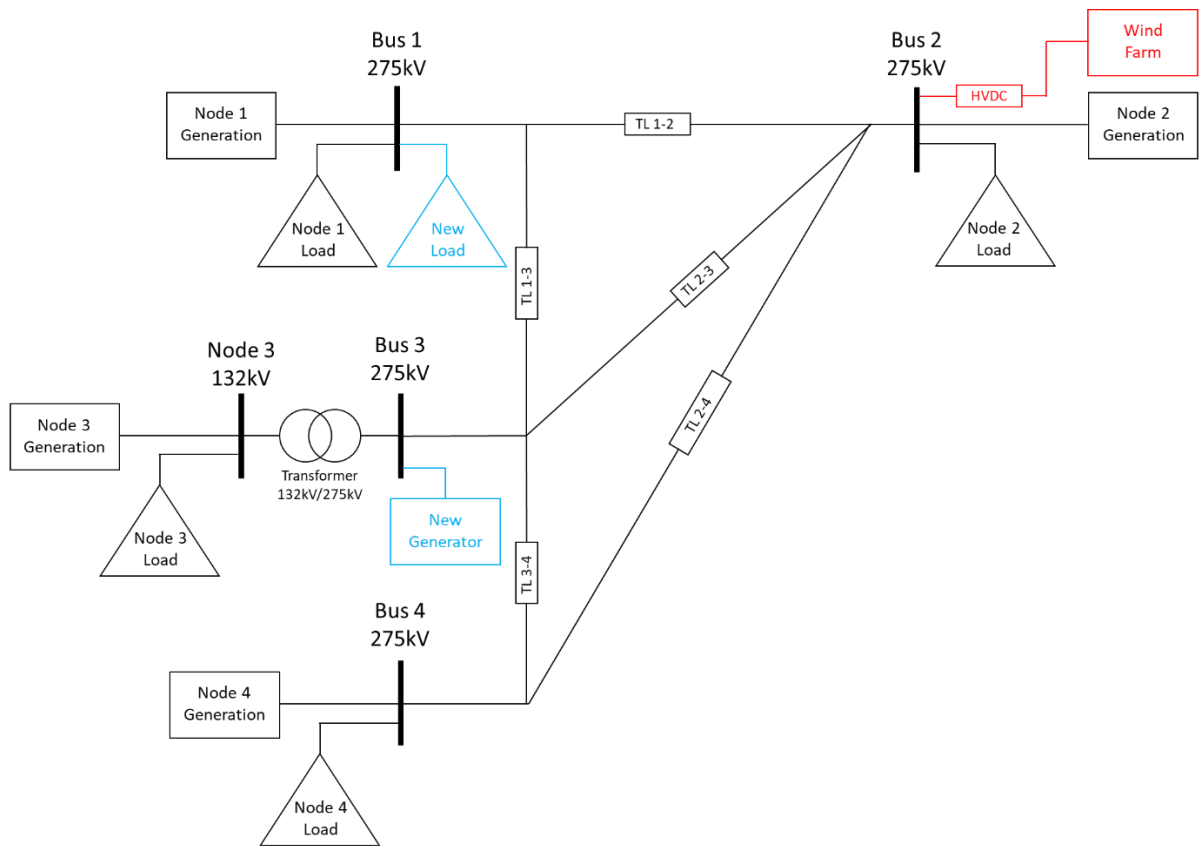 Bus 1
275kV
Bus 2
275kV
Wind
Farm
HVDC
Node 1
Generation
TL 1-2
Node 2
Generation
Node 1
Load
New
Load
Node 2
Load
TL 1-3
TL 2-3
Node 3
132kV
Bus 3
275kV
TL 2-4
Node 3
Generation
Transformer
132kV/275kV
Node 3
Load
New
Generator
TL 3-4
Bus 4
275kV
Node 4
Generation
Node 4
Load